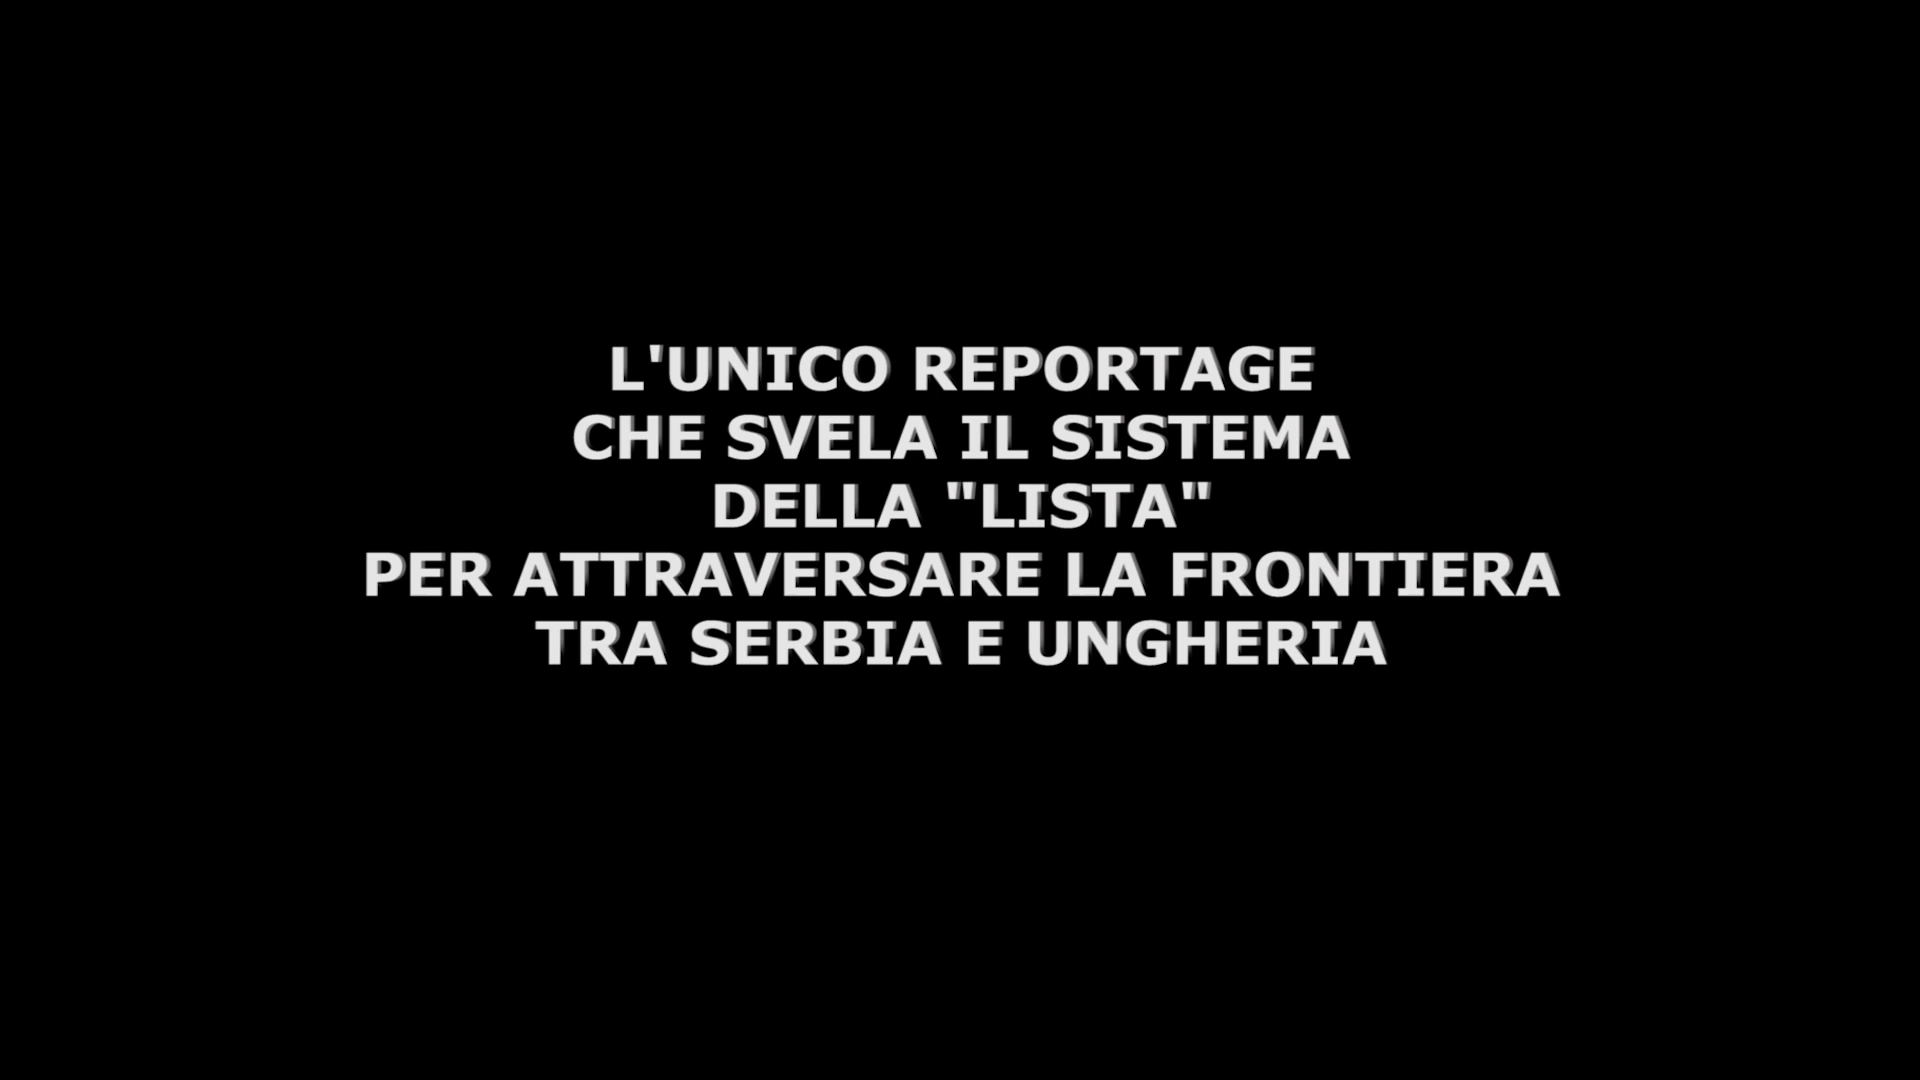 L'UNICO REPORTAGE
CHE SVELA IL SISTEMA
DELLA "LISTA"
PER ATTRAVERSARE LA FRONTIERA
TRA SERBIA E UNGHERIA